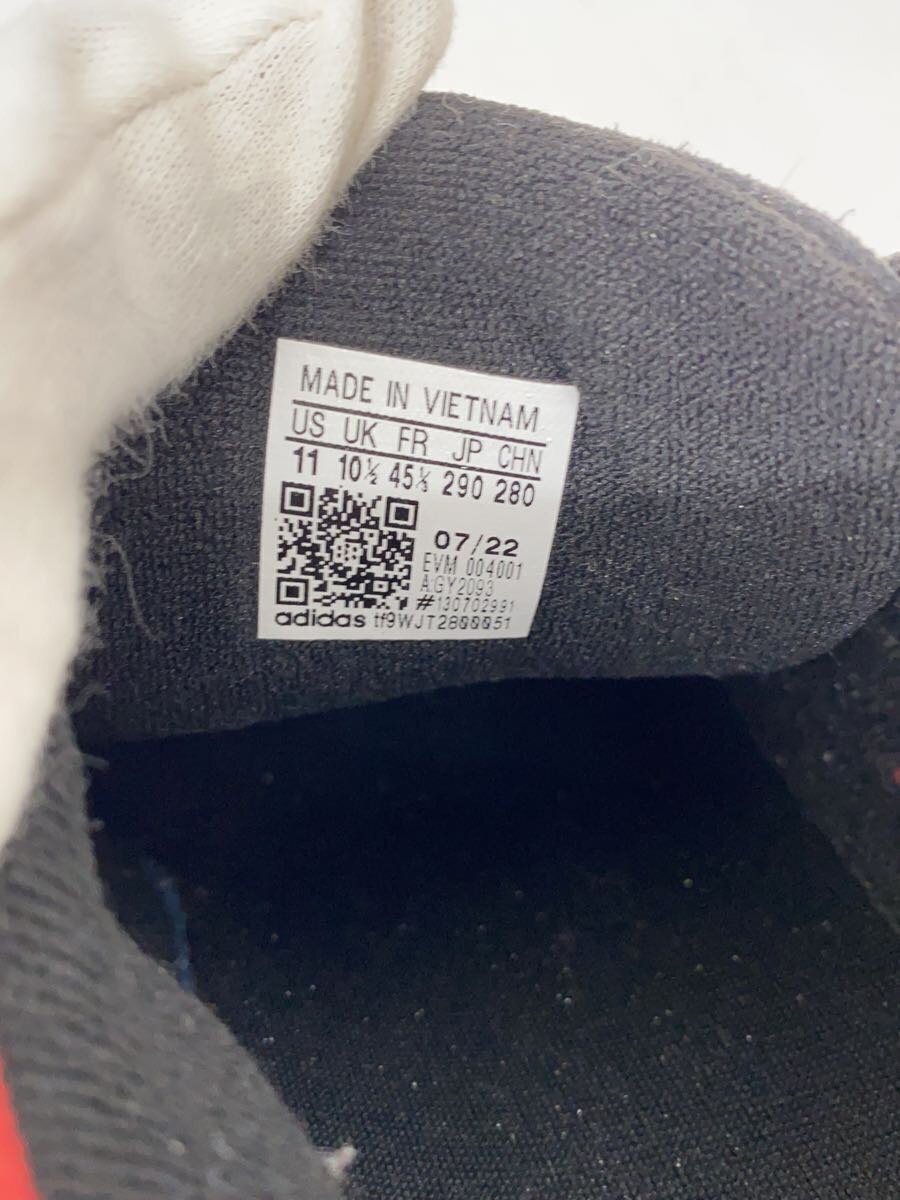 MADE IN VIETNAM
US UK FR JP CHN
11 10½ 45⅓ 290 280
07/22
EVM 004001
A:GY2093
#130702991
adidas tf9WJT2800051